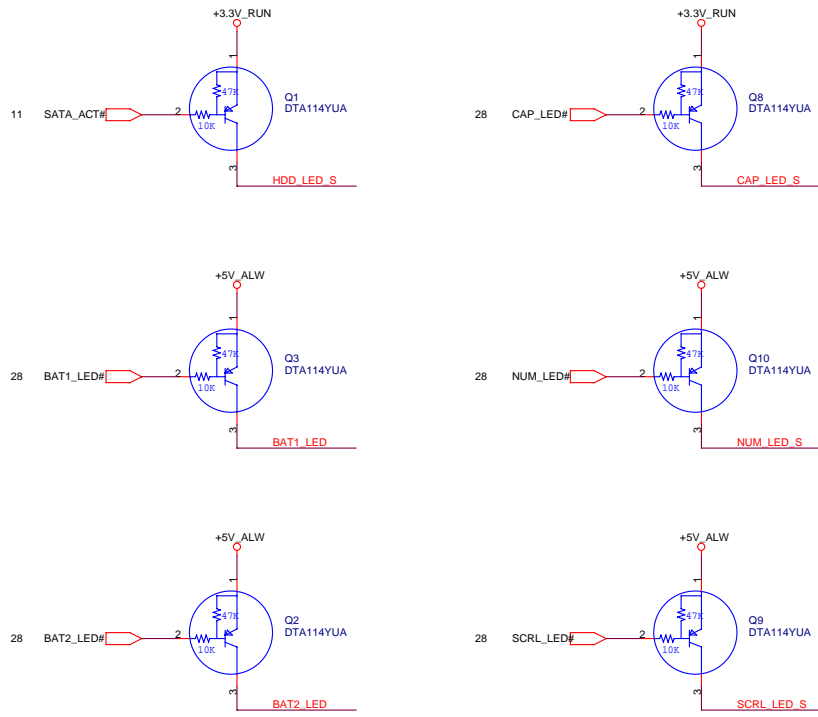 +3.3V_RUN
1
47K
Q1
DTA114YUA
11 SATA_ACT# 2
10K
3
HDD_LED_S
+3.3V_RUN
1
47K
Q8
DTA114YUA
28 CAP_LED# 2
10K
3
CAP_LED_S
+5V_ALW
1
47K
Q3
DTA114YUA
28 BAT1_LED# 2
10K
3
BAT1_LED
+5V_ALW
1
47K
Q10
DTA114YUA
28 NUM_LED# 2
10K
3
NUM_LED_S
+5V_ALW
1
47K
Q2
DTA114YUA
28 BAT2_LED# 2
10K
3
BAT2_LED
+5V_ALW
1
47K
Q9
DTA114YUA
28 SCRL_LED# 2
10K
3
SCRL_LED_S